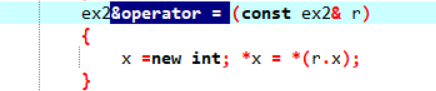 ex2&operator = (const ex2& r)
{
x =new int; *x = *(r.x);
}